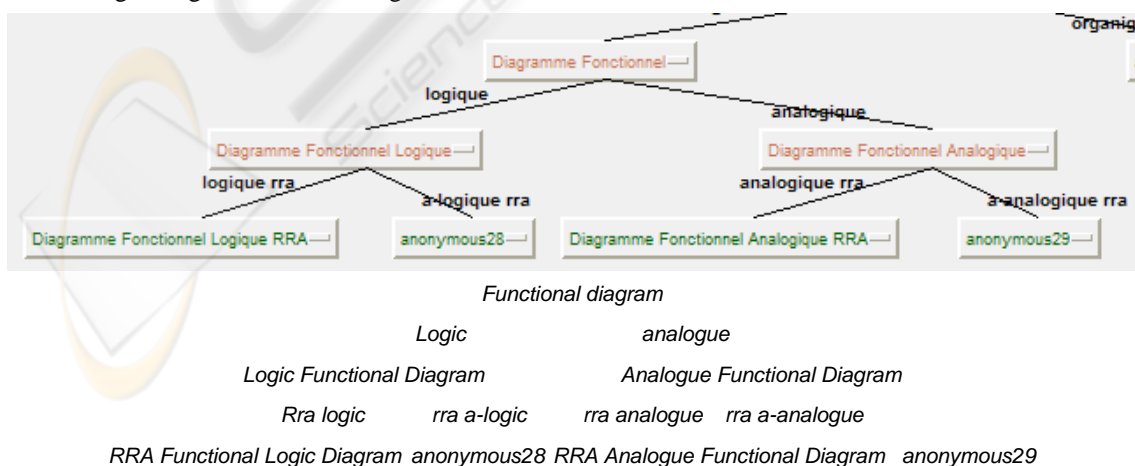 organig
Diagramme Fonctionnel
logique
analogique
Diagramme Fonctionnel Logique
Diagramme Fonctionnel Analogique
logique rra
a-logique rra
analogique rra
a-analogique rra
Diagramme Fonctionnel Logique RRA
anonymous28
Diagramme Fonctionnel Analogique RRA
anonymous29
Functional diagram
Logic analogue
Logic Functional Diagram Analogue Functional Diagram
Rra logic rra a-logic rra analogue rra a-analogue
RRA Functional Logic Diagram anonymous28 RRA Analogue Functional Diagram anonymous29